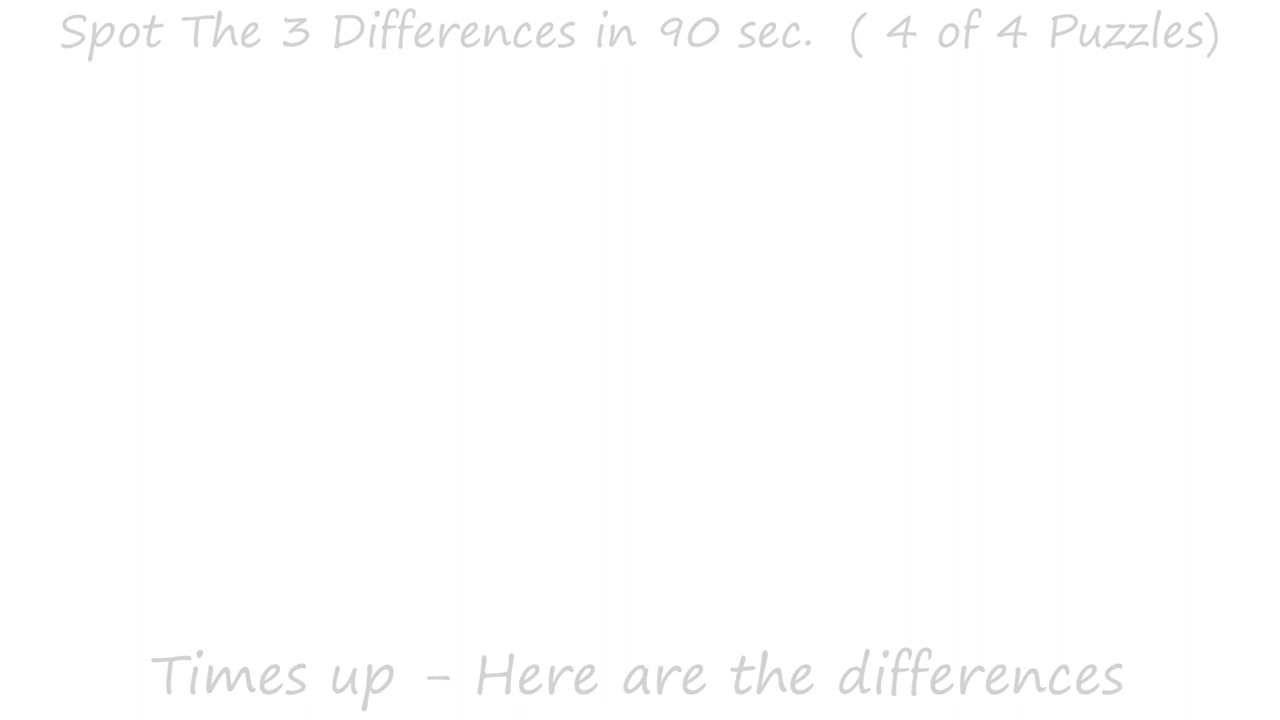 Spot The 3 Differences in 90 sec. ( 4 of 4 Puzzles)
Times up - Here are the differences